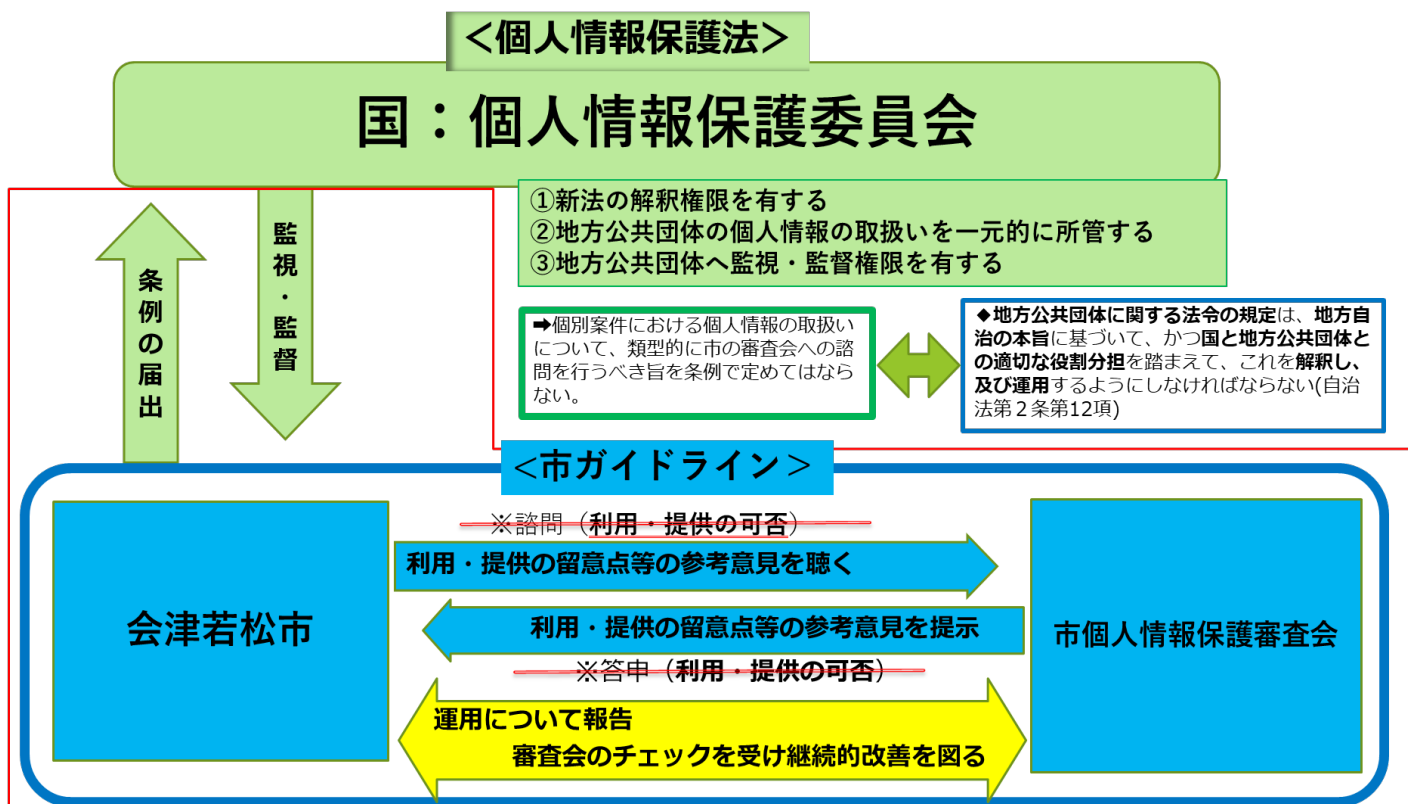 ＜個人情報保護法＞
国：個人情報保護委員会
①新法の解釈権限を有する
②地方公共団体の個人情報の取扱いを一元的に所管する
③地方公共団体へ監視・監督権限を有する
条例の届出
監視・監督
➡個別案件における個人情報の取扱い
について、類型的に市の審査会への諮
問を行うべき旨を条例で定めてはなら
ない。
◆地方公共団体に関する法令の規定は、地方自
治の本旨に基づいて、かつ国と地方公共団体と
の適切な役割分担を踏まえて、これを解釈し、
及び運用するようにしなければならない(自治
法第２条第12項)
＜市ガイドライン＞
会津若松市
※諮問（利用・提供の可否）
利用・提供の留意点等の参考意見を聴く
利用・提供の留意点等の参考意見を提示
※答申（利用・提供の可否）
運用について報告
審査会のチェックを受け継続的改善を図る
市個人情報保護審査会